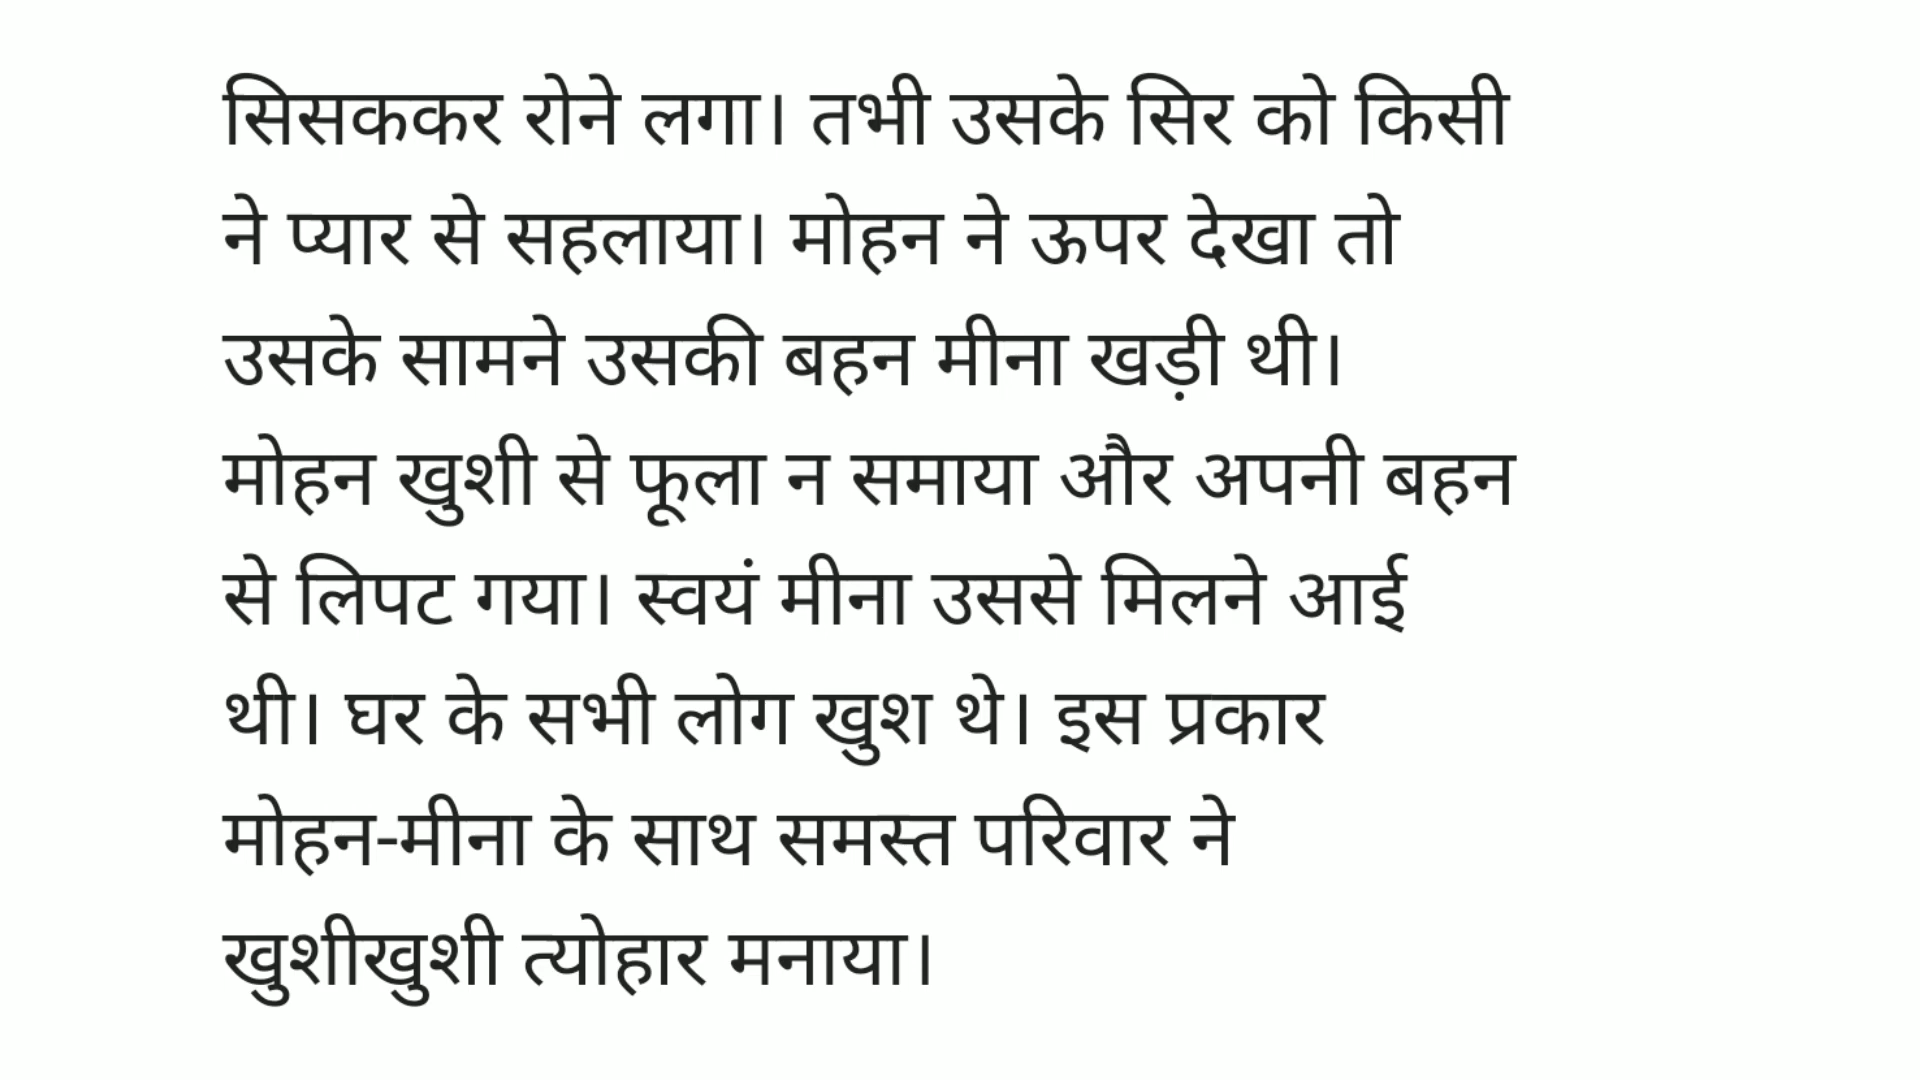 सिसककर रोने लगा। तभी उसके सिर को किसी
ने प्यार से सहलाया। मोहन ने ऊपर देखा तो
उसके सामने उसकी बहन मीना खड़ी थी।
मोहन खुशी से फूला न समाया और अपनी बहन
से लिपट गया। स्वयं मीना उससे मिलने आई
थी। घर के सभी लोग खुश थे। इस प्रकार
मोहन-मीना के साथ समस्त परिवार ने
खुशीखुशी त्योहार मनाया।